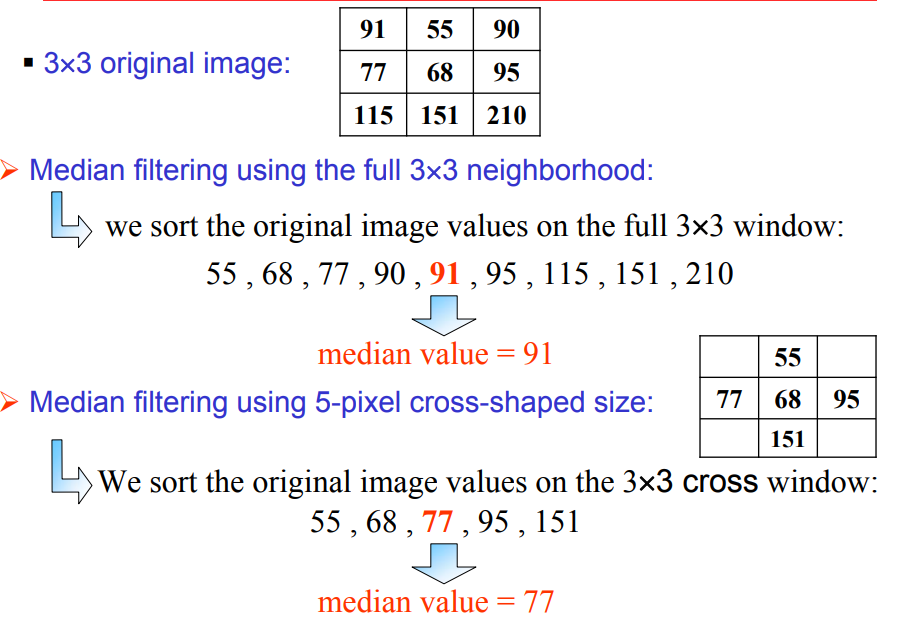 91 55 90
▪ 3×3 original image:
77 68 95
115 151 210
➢ Median filtering using the full 3×3 neighborhood:
we sort the original image values on the full 3×3 window:
55 , 68 , 77 , 90 , 91 , 95 , 115 , 151 , 210
median value = 91
55
➢ Median filtering using 5-pixel cross-shaped size:
77 68 95
151
We sort the original image values on the 3×3 cross window:
55 , 68 , 77 , 95 , 151
median value = 77